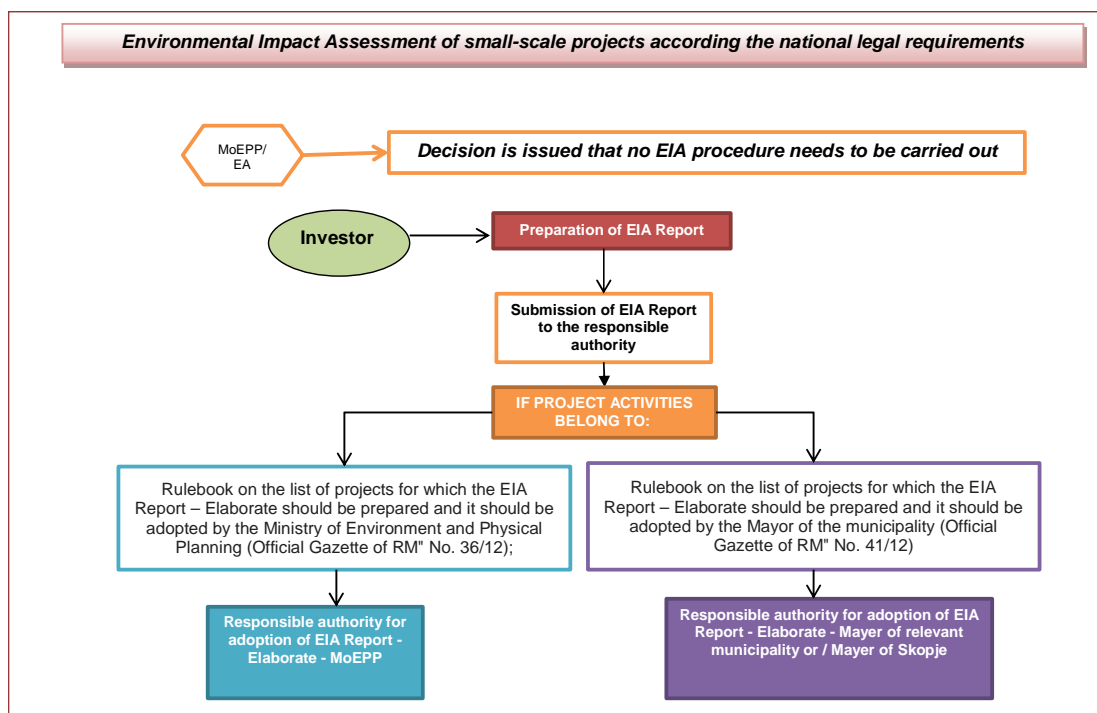 Environmental Impact Assessment of small-scale projects according the national legal requirements
MoEPP/
EA
Decision is issued that no EIA procedure needs to be carried out
Investor
Preparation of EIA Report
Submission of EIA Report
to the responsible
authority
IF PROJECT ACTIVITIES
BELONG TO:
Rulebook on the list of projects for which the EIA
Report – Elaborate should be prepared and it should be
adopted by the Ministry of Environment and Physical
Planning (Official Gazette of RM" No. 36/12);
Rulebook on the list of projects for which the EIA
Report – Elaborate should be prepared and it should be
adopted by the Mayor of the municipality (Official
Gazette of RM" No. 41/12)
Responsible authority for
adoption of EIA Report -
Elaborate - MoEPP
Responsible authority for adoption of EIA
Report - Elaborate - Mayer of relevant
municipality or / Mayer of Skopje